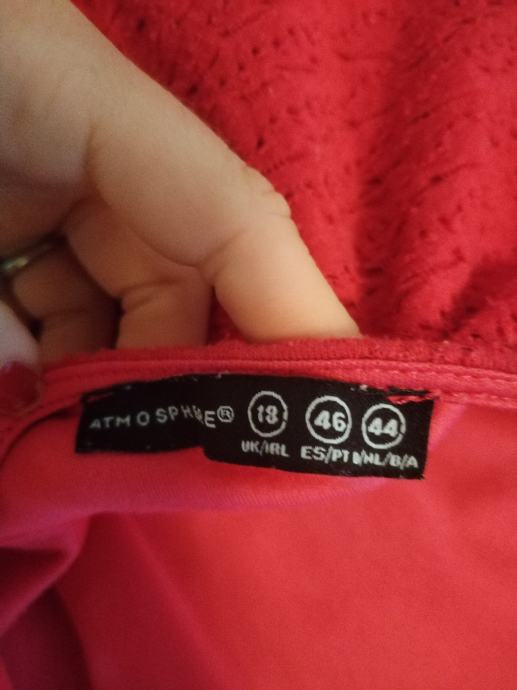 ATMOSPHERE® 18 46 44
UK/IRL ES/PT D/NL/B/A